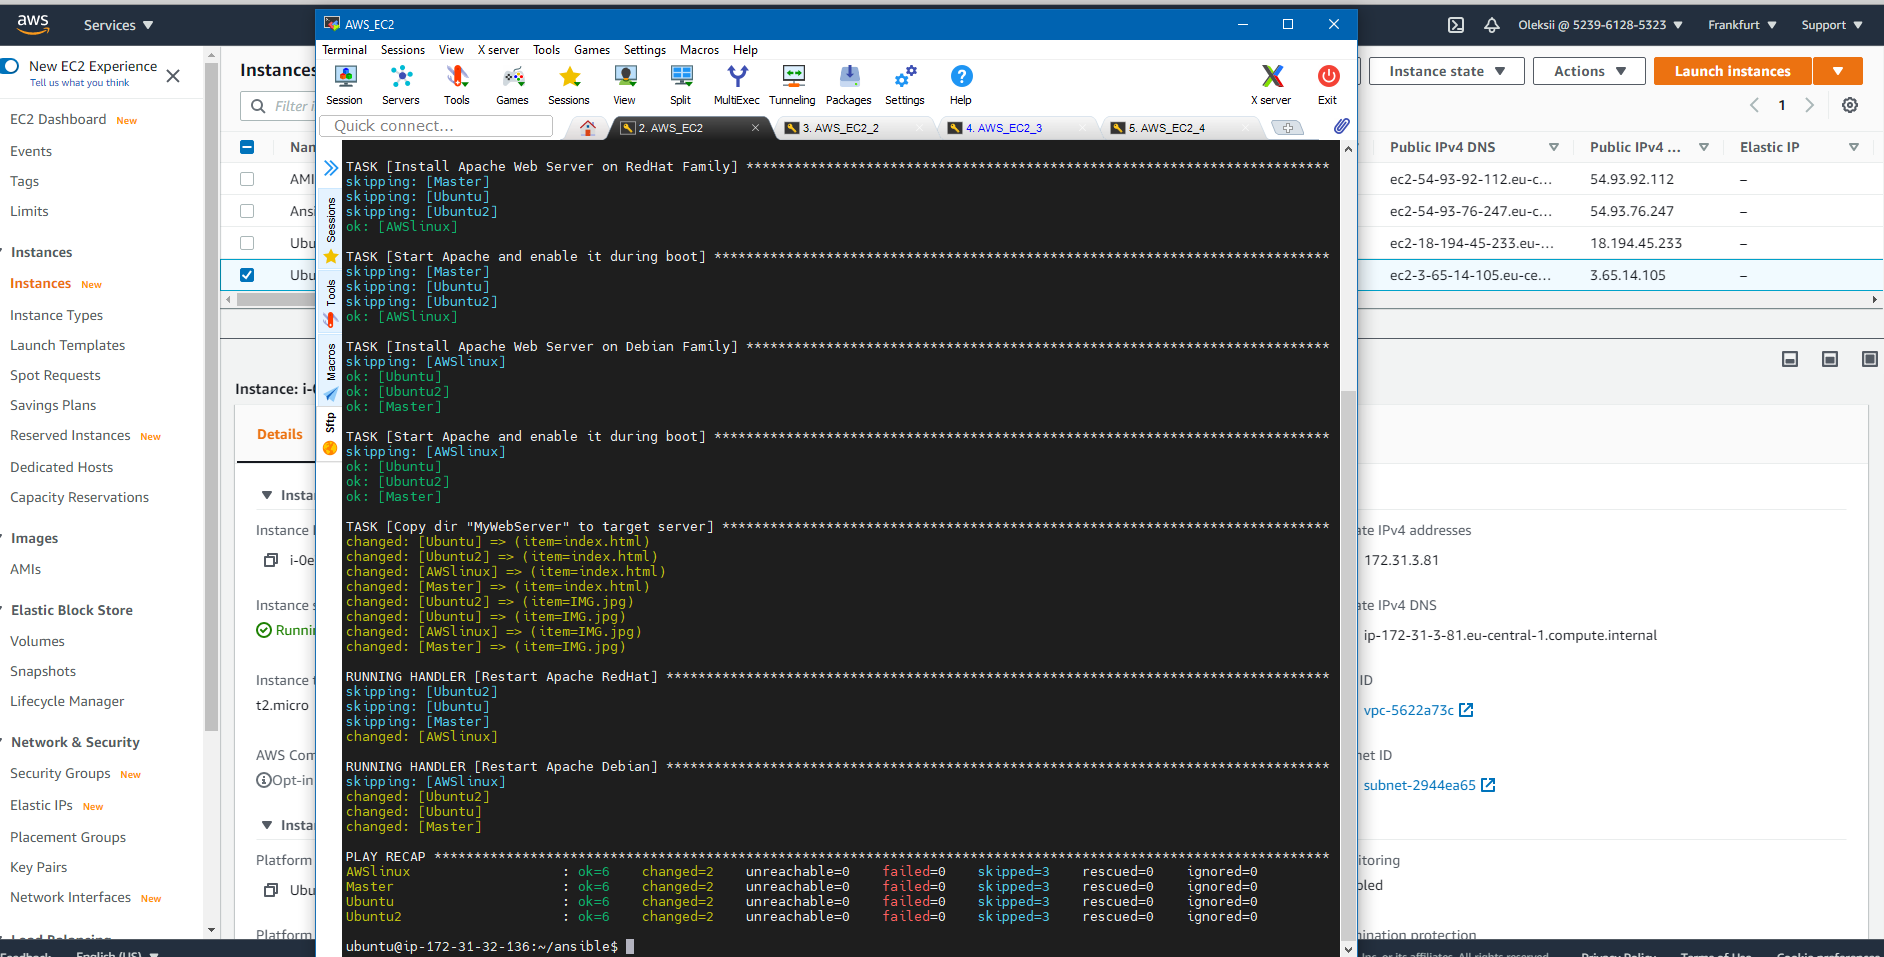 aws
Services
AWS_EC2
Oleksii @ 5239-6128-5323
Frankfurt
Support
New EC2 Experience
Tell us what you think
EC2 Dashboard New
Events
Tags
Limits
Instances
Instances New
Instance Types
Launch Templates
Spot Requests
Savings Plans
Reserved Instances New
Dedicated Hosts
Capacity Reservations
Images
AMIs
Elastic Block Store
Volumes
Snapshots
Lifecycle Manager
Network & Security
Security Groups New
Elastic IPs New
Placement Groups
Key Pairs
Network Interfaces New
English (US)
Instances
Filter
Instance: i-
Details
Instance
t2.micro
Opt-in
Platform
Platform
Terminal Sessions View X server Tools Games Settings Macros Help
Session Servers Tools Games Sessions View Split MultiExec Tunneling Packages Settings Help X server Exit
Quick connect...
2. AWS_EC2
3. AWS_EC2_2
4. AWS_EC2_3
5. AWS_EC2_4
Sessions
Tools
Macros
Sftp
TASK [Install Apache Web Server on RedHat Family] *************************************************************************
skipping: [Master]
skipping: [Ubuntu]
skipping: [Ubuntu2]
ok: [AWSlinux]
TASK [Start Apache and enable it during boot] *****************************************************************************
skipping: [Master]
skipping: [Ubuntu]
skipping: [Ubuntu2]
ok: [AWSlinux]
TASK [Install Apache Web Server on Debian Family] *************************************************************************
skipping: [AWSlinux]
ok: [Ubuntu]
ok: [Ubuntu2]
ok: [Master]
TASK [Start Apache and enable it during boot] *****************************************************************************
skipping: [AWSlinux]
ok: [Ubuntu]
ok: [Ubuntu2]
ok: [Master]
TASK [Copy dir "MyWebServer" to target server] ****************************************************************************
changed: [Ubuntu] => (item=index.html)
changed: [Ubuntu2] => (item=index.html)
changed: [AWSlinux] => (item=index.html)
changed: [Master] => (item=index.html)
changed: [Ubuntu2] => (item=IMG.jpg)
changed: [Ubuntu] => (item=IMG.jpg)
changed: [AWSlinux] => (item=IMG.jpg)
changed: [Master] => (item=IMG.jpg)
RUNNING HANDLER [Restart Apache RedHat] ***********************************************************************************
skipping: [Ubuntu2]
skipping: [Ubuntu]
skipping: [Master]
changed: [AWSlinux]
RUNNING HANDLER [Restart Apache Debian] ***********************************************************************************
skipping: [AWSlinux]
changed: [Ubuntu2]
changed: [Ubuntu]
changed: [Master]
PLAY RECAP ****************************************************************************************************************
AWSlinux : ok=6 changed=2 unreachable=0 failed=0 skipped=3 rescued=0 ignored=0
Master : ok=6 changed=2 unreachable=0 failed=0 skipped=3 rescued=0 ignored=0
Ubuntu : ok=6 changed=2 unreachable=0 failed=0 skipped=3 rescued=0 ignored=0
Ubuntu2 : ok=6 changed=2 unreachable=0 failed=0 skipped=3 rescued=0 ignored=0
ubuntu@ip-172-31-32-136:~/ansible$
Instance state
Actions
Launch instances
1
Public IPv4 DNS Public IPv4 ... Elastic IP
ec2-54-93-92-112.eu-c... 54.93.92.112 –
ec2-54-93-76-247.eu-c... 54.93.76.247 –
ec2-18-194-45-233.eu-... 18.194.45.233 –
ec2-3-65-14-105.eu-ce... 3.65.14.105 –
ate IPv4 addresses
172.31.3.81
ate IPv4 DNS
ip-172-31-3-81.eu-central-1.compute.internal
ID
vpc-5622a73c
net ID
subnet-2944ea65
itoring
bled
mination protection